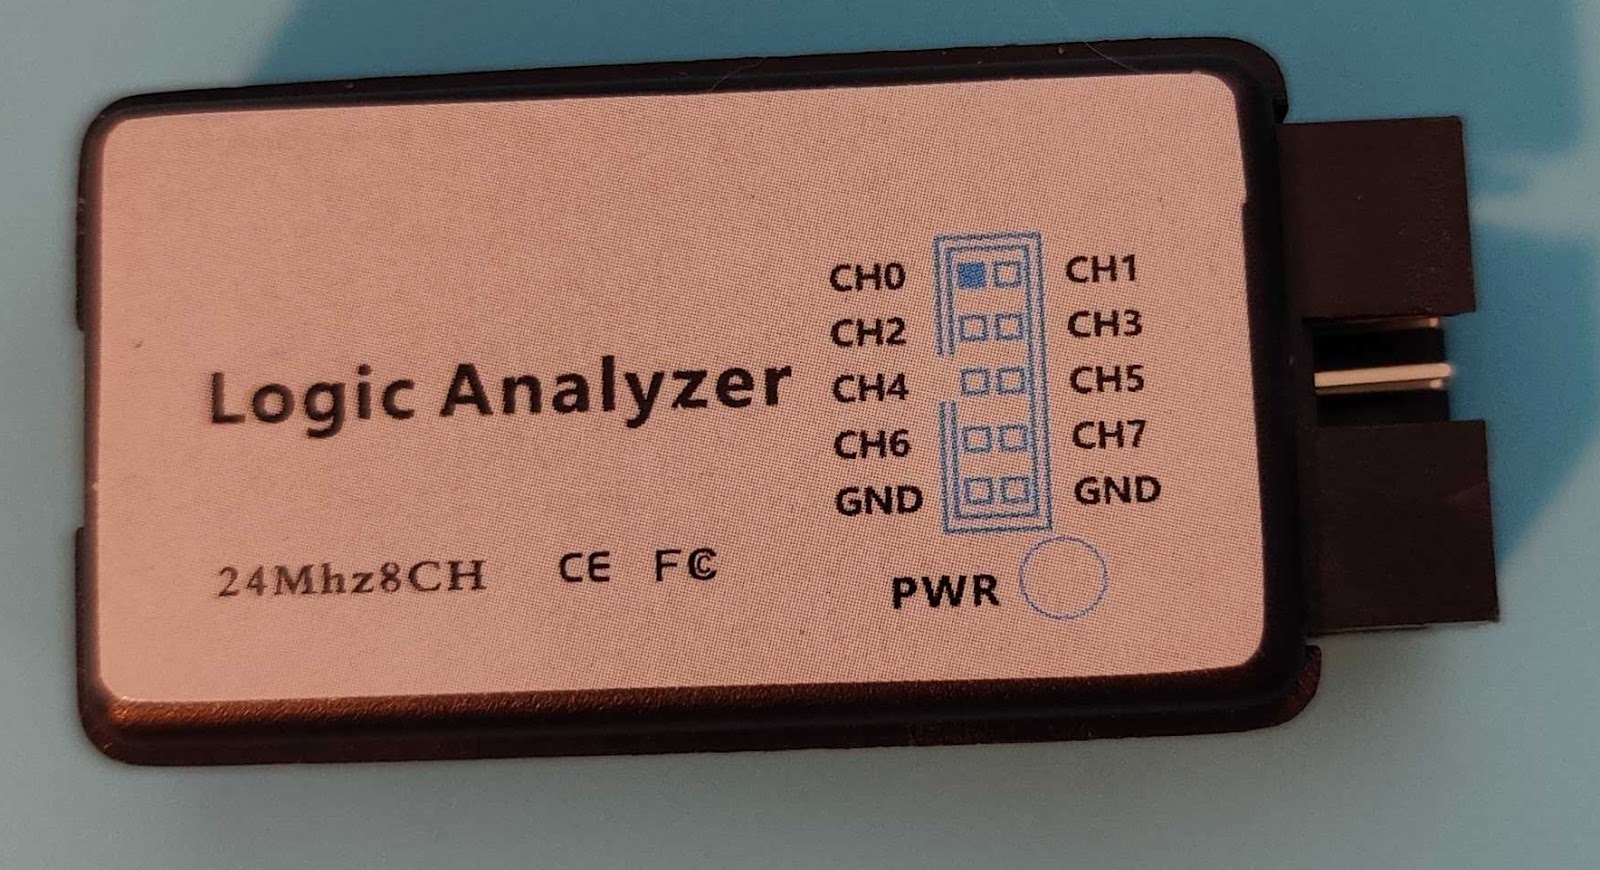 CH0 CH1
CH2 CH3
Logic Analyzer
CH4 CH5
CH6 CH7
GND GND
24Mhz8CH CE FC
PWR